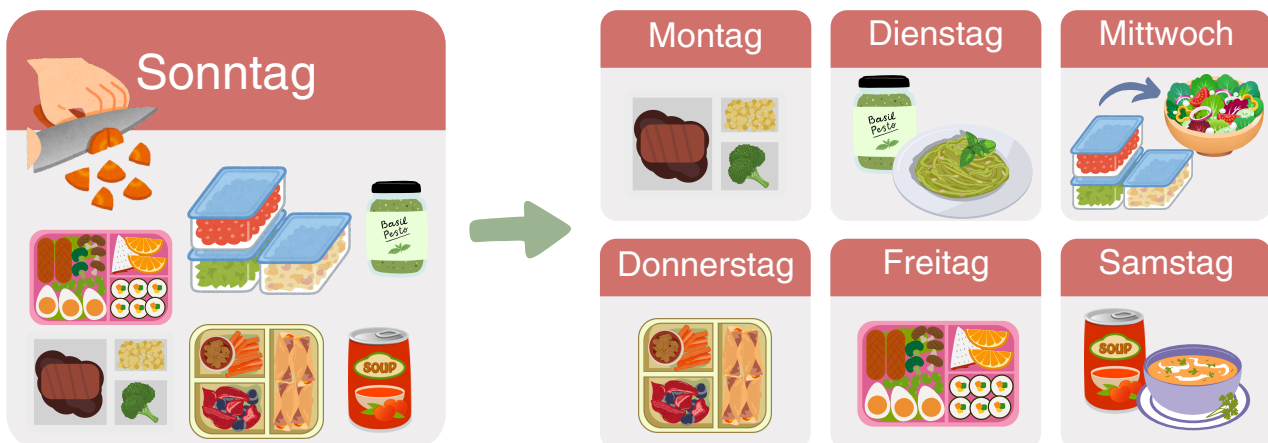 Sonntag
Basil
Pesto
SOUP
Montag
Dienstag
Basil
Pesto
Mittwoch
Donnerstag
Freitag
Samstag
SOUP